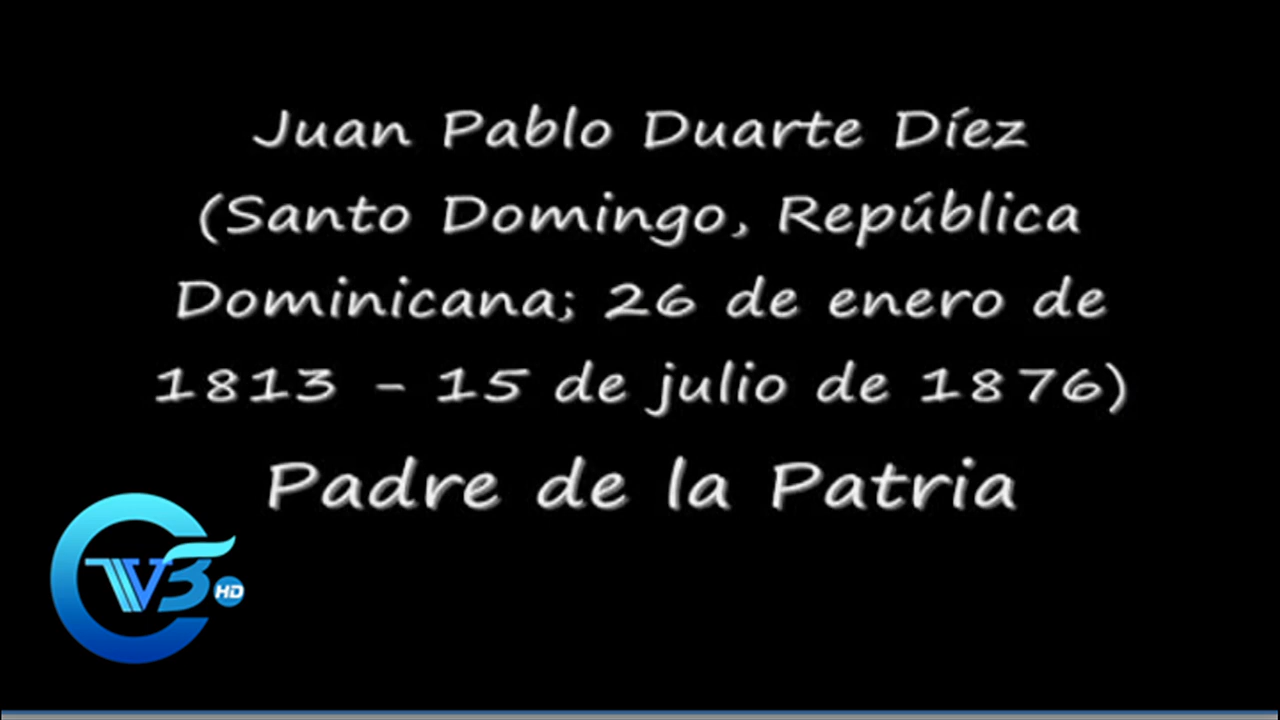 Juan Pablo Duarte Díez
(Santo Domingo, República
Dominicana; 26 de enero de
1813 - 15 de julio de 1876)
Padre de la Patria
TV3
HD